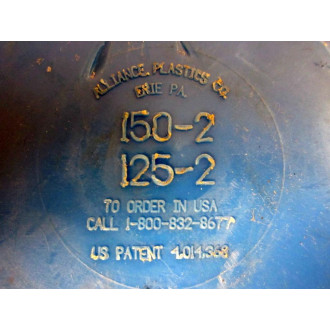 ALLIANCE PLASTICS CO.
ERIE PA.
150-2
125-2
TO ORDER IN USA
CALL 1-800-832-8677
US PATENT 4,014,368